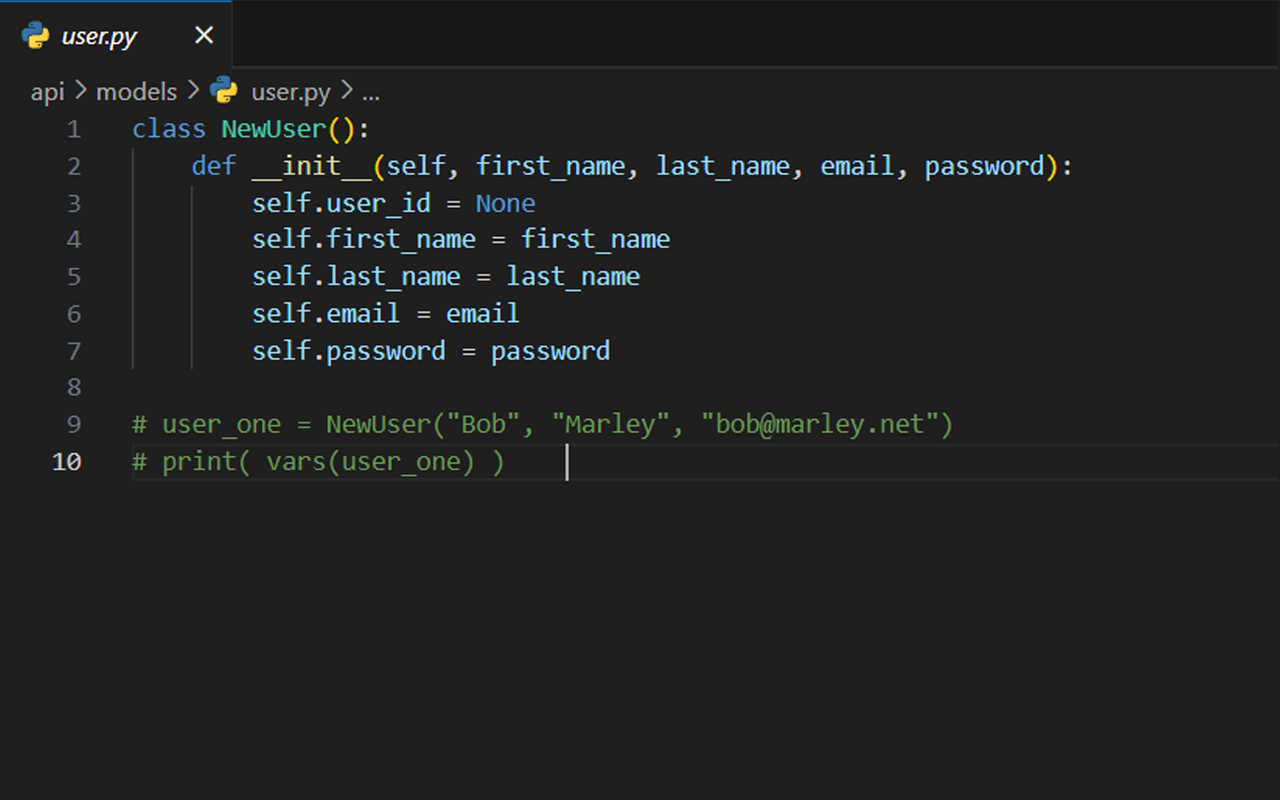 user.py ×
api > models > user.py > ...
1 class NewUser():
2     def __init__(self, first_name, last_name, email, password):
3         self.user_id = None
4         self.first_name = first_name
5         self.last_name = last_name
6         self.email = email
7         self.password = password
8
9 # user_one = NewUser("Bob", "Marley", "bob@marley.net")
10 # print( vars(user_one) )